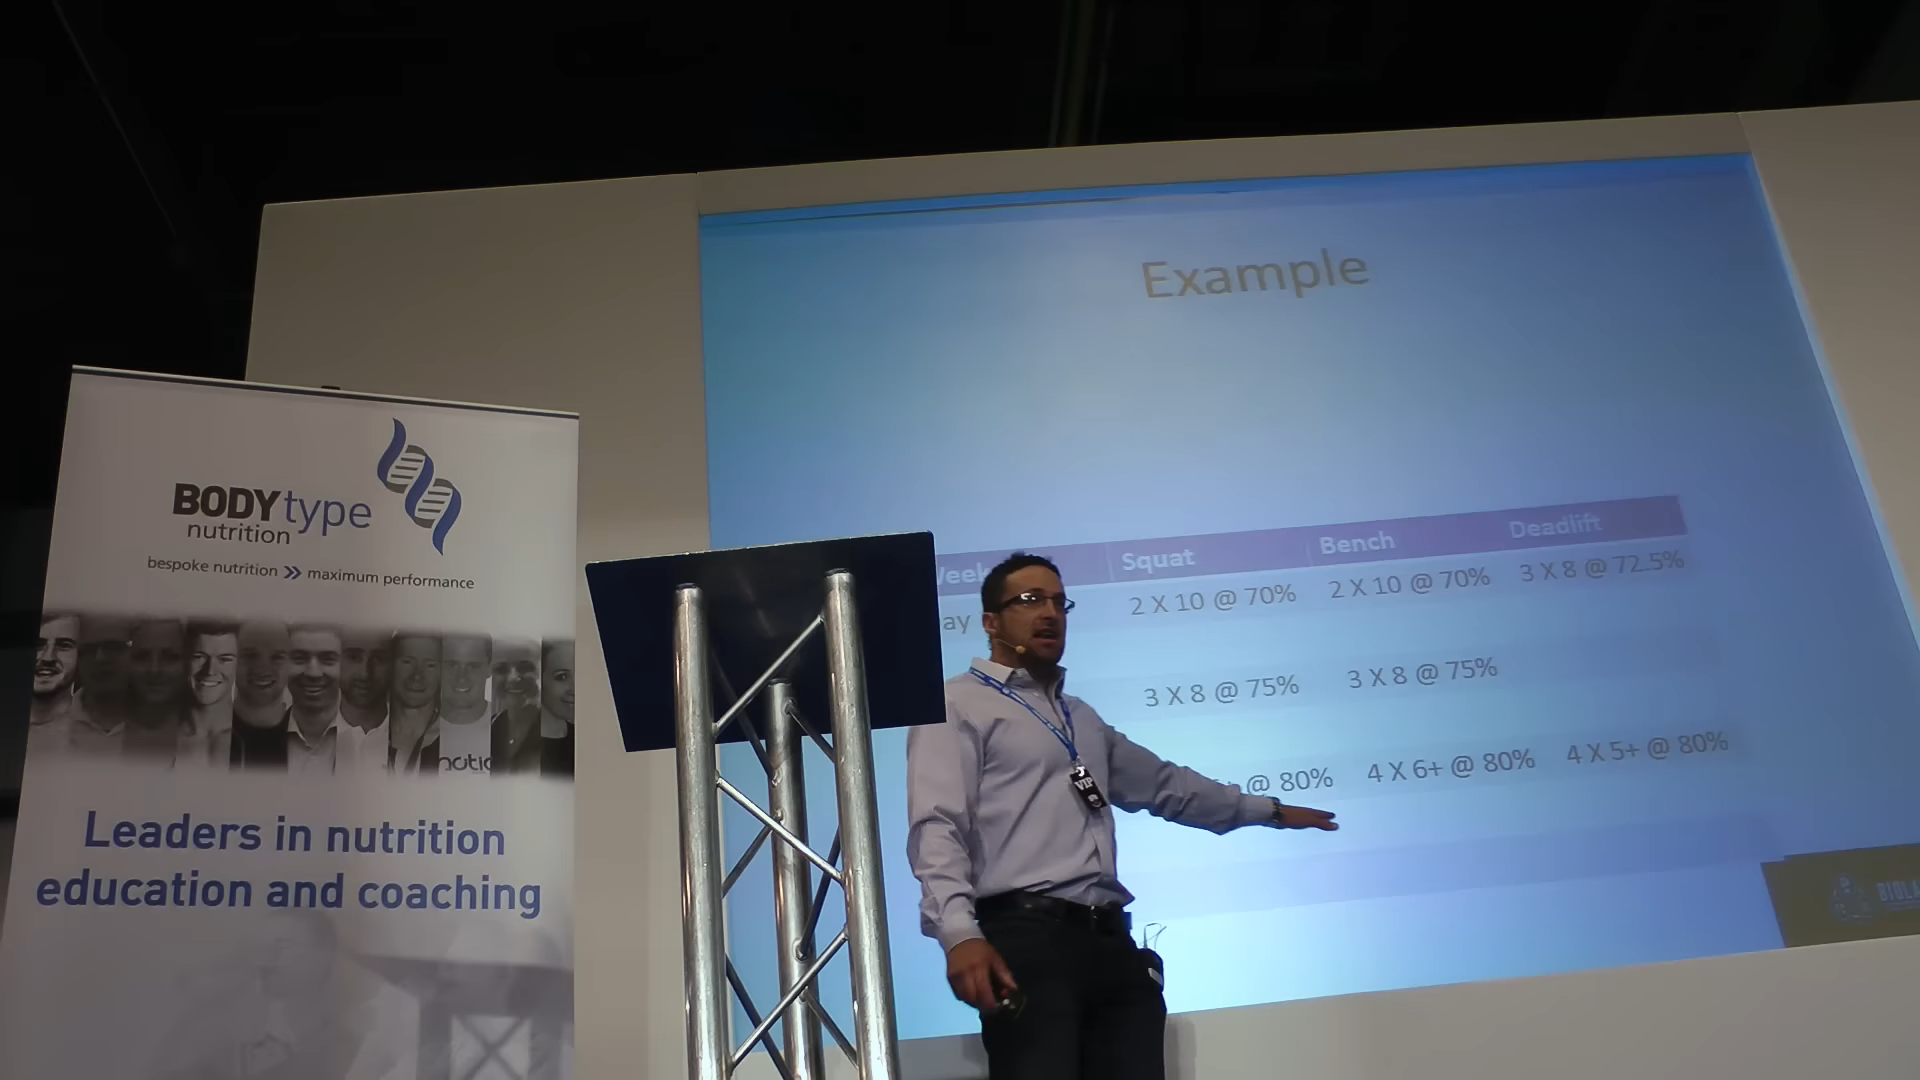 BODYtype
nutrition
bespoke nutrition » maximum performance
Leaders in nutrition
education and coaching
Example
Squat Bench Deadlift
2 X 10 @ 70% 2 X 10 @ 70% 3 X 8 @ 72.5%
3 X 8 @ 75% 3 X 8 @ 75%
@ 80% 4 X 6+ @ 80% 4 X 5+ @ 80%
VIP